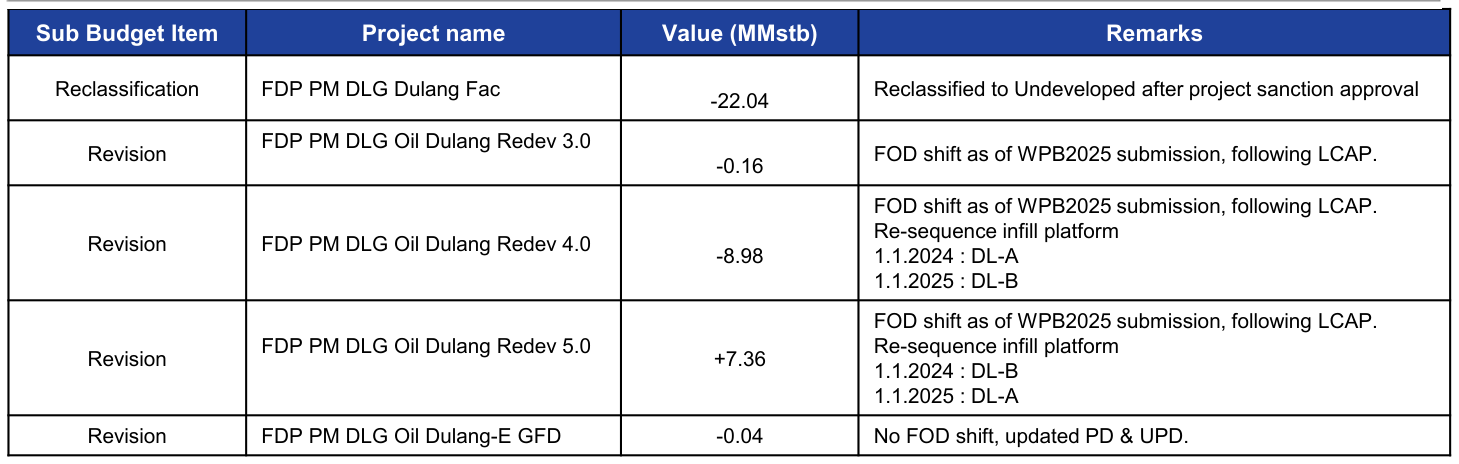 Sub Budget Item Project name Value (MMstb) Remarks
Reclassification FDP PM DLG Dulang Fac -22.04 Reclassified to Undeveloped after project sanction approval
Revision FDP PM DLG Oil Dulang Redev 3.0 -0.16 FOD shift as of WPB2025 submission, following LCAP.
Revision FDP PM DLG Oil Dulang Redev 4.0 -8.98 FOD shift as of WPB2025 submission, following LCAP.
Re-sequence infill platform
1.1.2024 : DL-A
1.1.2025 : DL-B
Revision FDP PM DLG Oil Dulang Redev 5.0 +7.36 FOD shift as of WPB2025 submission, following LCAP.
Re-sequence infill platform
1.1.2024 : DL-B
1.1.2025 : DL-A
Revision FDP PM DLG Oil Dulang-E GFD -0.04 No FOD shift, updated PD & UPD.